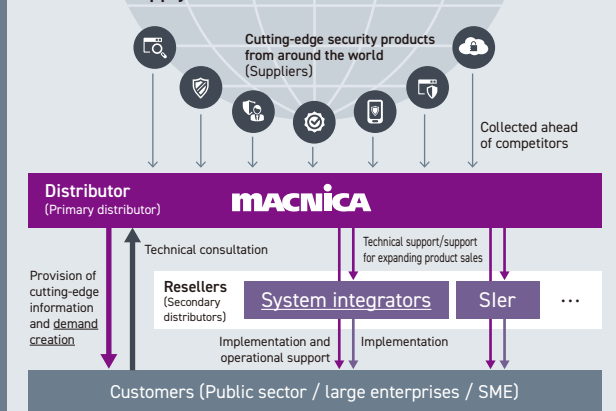 Cutting-edge security products
from around the world
(Suppliers)
Collected ahead
of competitors
Distributor
(Primary distributor)
MACNICA
Technical consultation
Technical support/support
for expanding product sales
Provision of
cutting-edge
information
and demand
creation
Resellers
(Secondary
distributors)
System integrators
SIer
...
Implementation and
operational support
Implementation
Customers (Public sector / large enterprises / SME)